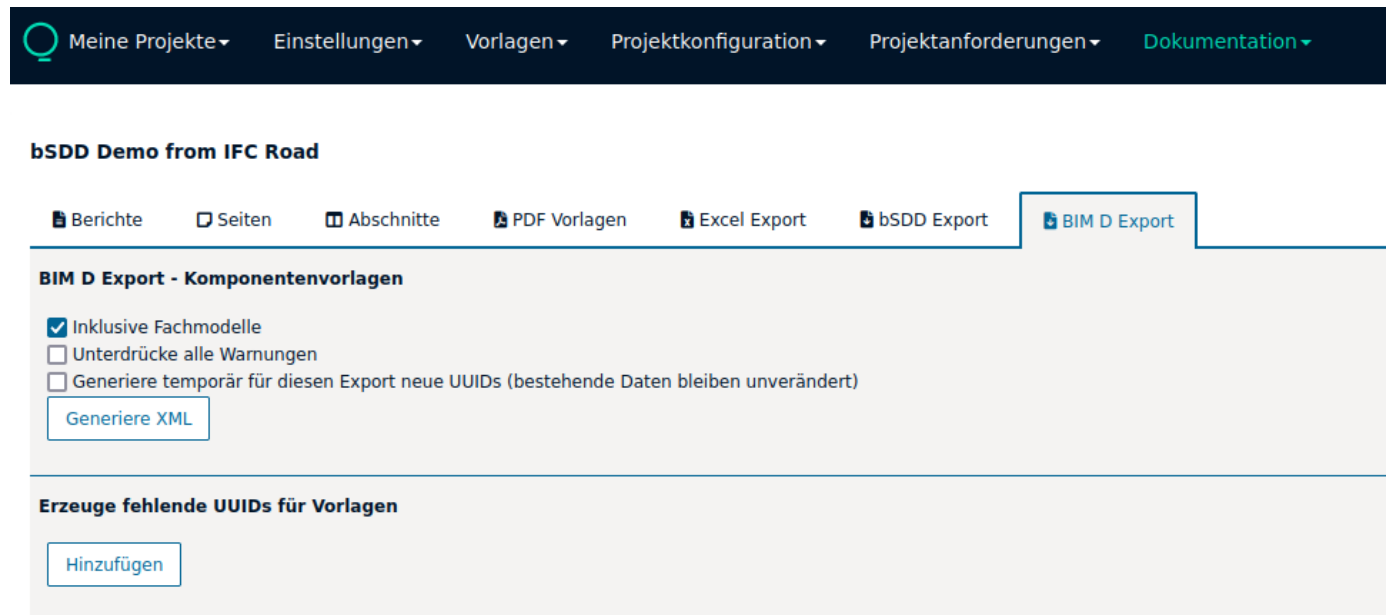 Meine Projekte Einstellungen Vorlagen Projektkonfiguration Projektanforderungen Dokumentation
bSDD Demo from IFC Road
Berichte Seiten Abschnitte PDF Vorlagen Excel Export bSDD Export BIM D Export
BIM D Export - Komponentenvorlagen
Inklusive Fachmodelle
Unterdrücke alle Warnungen
Generiere temporär für diesen Export neue UUIDs (bestehende Daten bleiben unverändert)
Generiere XML
Erzeuge fehlende UUIDs für Vorlagen
Hinzufügen